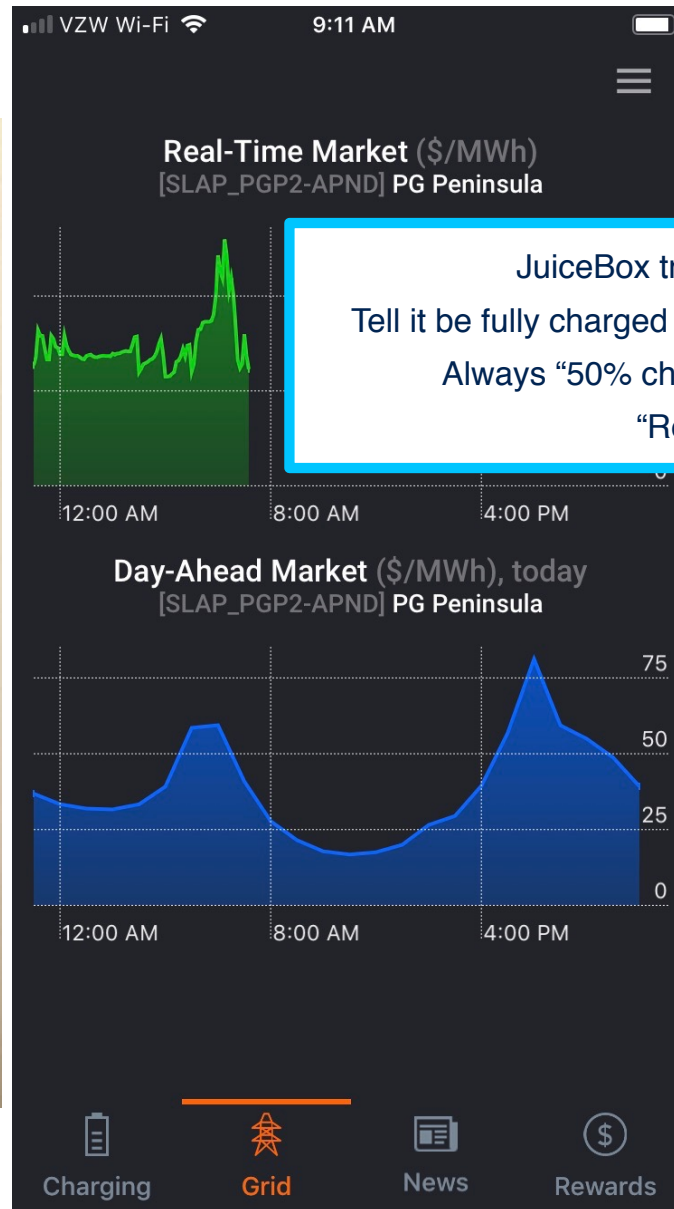 VZW Wi-Fi 9:11 AM
Real-Time Market ($/MWh)
[SLAP_PGP2-APND] PG Peninsula
JuiceBox
Tell it be fully charged
Always “50%
0
12:00 AM 8:00 AM 4:00 PM
Day-Ahead Market ($/MWh), today
[SLAP_PGP2-APND] PG Peninsula
75
50
25
0
12:00 AM 8:00 AM 4:00 PM
Charging Grid News Rewards